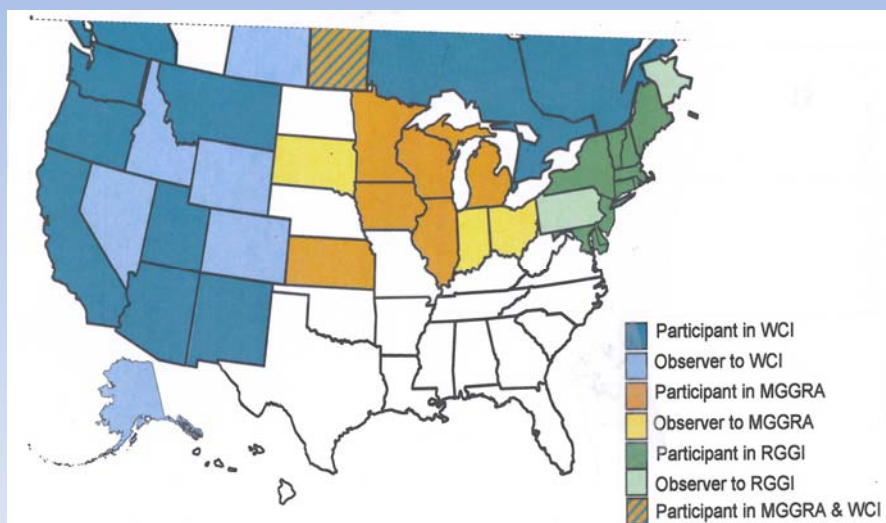 Participant in WCI
Observer to WCI
Participant in MGGRA
Observer to MGGRA
Participant in RGGI
Observer to RGGI
Participant in MGGRA & WCI